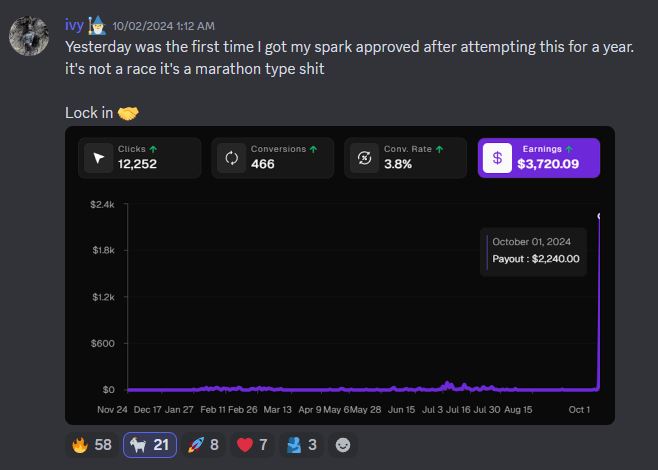 ivy 10/02/2024 1:12 AM
Yesterday was the first time I got my spark approved after attempting this for a year.
it's not a race it's a marathon type shit
Lock in 🤝
Clicks ↑ Conversions ↑ Conv. Rate ↑ Earnings ↑
12,252 466 3.8% $3,720.09
$2.4k
October 01, 2024
$1.8k
Payout : $2,240.00
$1.2k
$600
$0
Nov 24 Dec 17 Jan 27 Feb 11 Feb 26 Mar 13 Apr 9 May 6 May 28 Jun 15 Jul 3 Jul 16 Jul 30 Aug 15 Oct 1
58 21 8 7 3